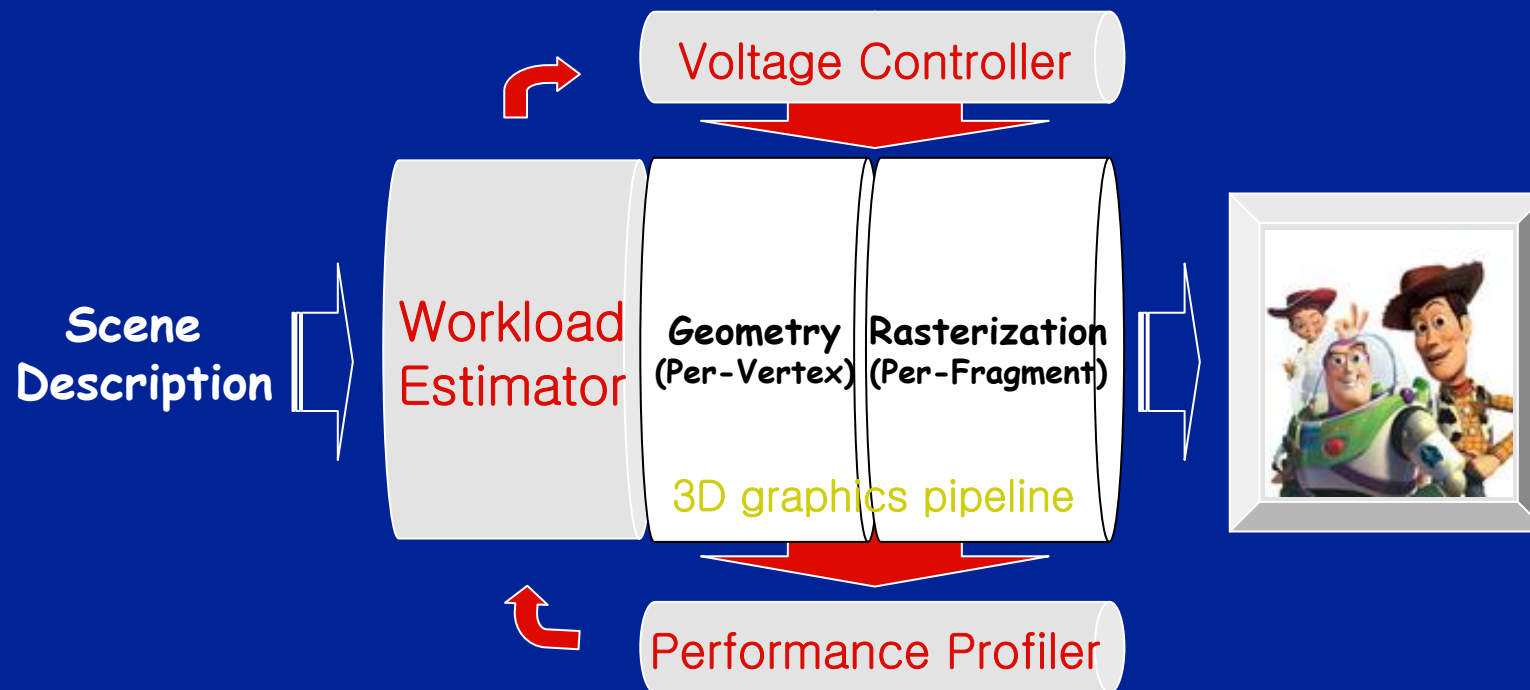 Voltage Controller
Scene
Description
Workload
Estimator
Geometry
(Per-Vertex)
Rasterization
(Per-Fragment)
3D graphics pipeline
Performance Profiler